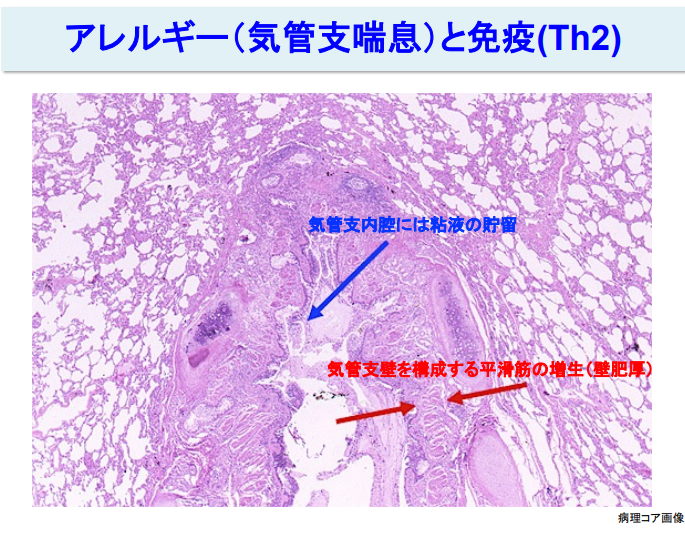 アレルギー（気管支喘息）と免疫(Th2)
気管支内腔には粘液の貯留
気管支壁を構成する平滑筋の増生（壁肥厚）
病理コア画像